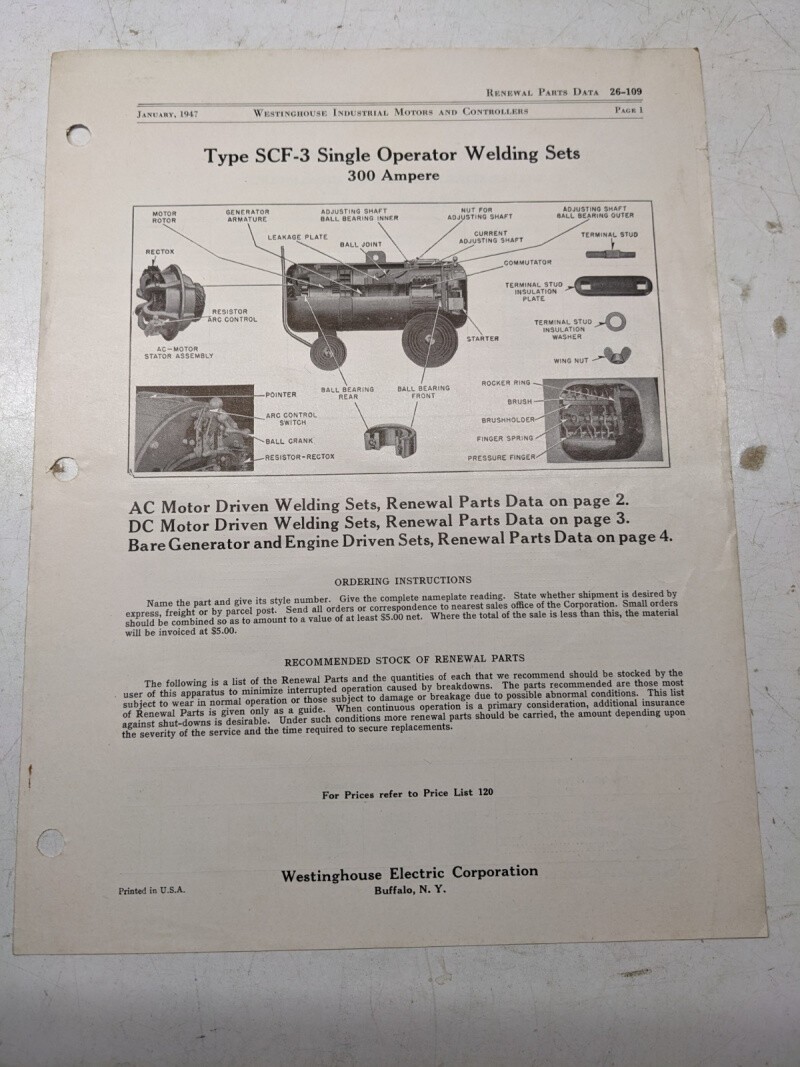 RENEWAL PARTS DATA 26-109
JANUARY, 1947 WESTINGHOUSE INDUSTRIAL MOTORS AND CONTROLLERS PAGE 1
Type SCF-3 Single Operator Welding Sets
300 Ampere
MOTOR
ROTOR
GENERATOR
ARMATURE
ADJUSTING SHAFT
BALL BEARING INNER
NUT FOR
ADJUSTING SHAFT
ADJUSTING SHAFT
BALL BEARING OUTER
LEAKAGE PLATE
BALL JOINT
CURRENT
ADJUSTING SHAFT
TERMINAL STUD
RECTOX
COMMUTATOR
TERMINAL STUD
INSULATION
PLATE
RESISTOR
ARC CONTROL
TERMINAL STUD
INSULATION
WASHER
STARTER
AC-MOTOR
STATOR ASSEMBLY
WING NUT
POINTER
BALL BEARING
REAR
BALL BEARING
FRONT
ROCKER RING
ARC CONTROL
SWITCH
BRUSH
BRUSHHOLDER
BALL CRANK
FINGER SPRING
RESISTOR-RECTOX
PRESSURE FINGER
AC Motor Driven Welding Sets, Renewal Parts Data on page 2.
DC Motor Driven Welding Sets, Renewal Parts Data on page 3.
Bare Generator and Engine Driven Sets, Renewal Parts Data on page 4.
ORDERING INSTRUCTIONS
Name the part and give its style number. Give the complete nameplate reading. State whether shipment is desired by
express, freight or by parcel post. Send all orders or correspondence to nearest sales office of the Corporation. Small orders
should be combined so as to amount to a value of at least $5.00 net. Where the total of the sale is less than this, the material
will be invoiced at $5.00.
RECOMMENDED STOCK OF RENEWAL PARTS
The following is a list of the Renewal Parts and the quantities of each that we recommend should be stocked by the
user of this apparatus to minimize interrupted operation caused by breakdowns. The parts recommended are those most
subject to wear in normal operation or those subject to damage or breakage due to possible abnormal conditions. This list
of Renewal Parts is given only as a guide. When continuous operation is a primary consideration, additional insurance
against shut-downs is desirable. Under such conditions more renewal parts should be carried, the amount depending upon
the severity of the service and the time required to secure replacements.
For Prices refer to Price List 120
Westinghouse Electric Corporation
Printed in U.S.A. Buffalo, N. Y.